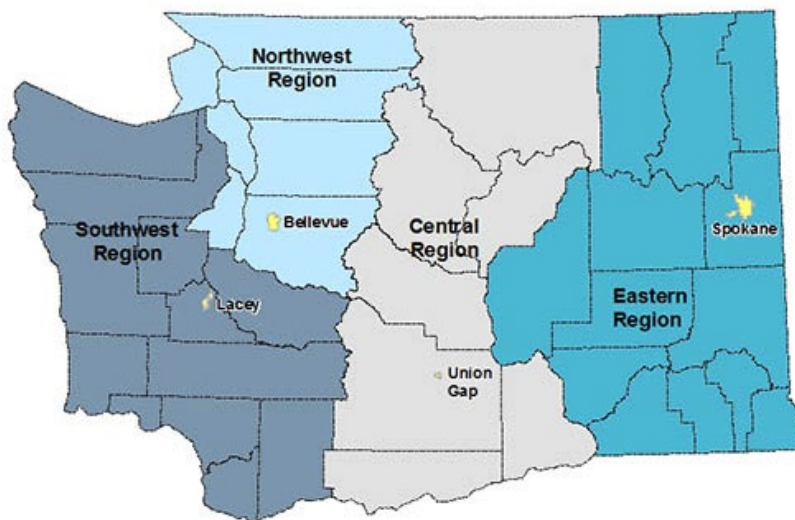 Northwest
Region
Bellevue
Southwest
Region
Central
Region
Spokane
Lacey
Eastern
Region
Union
Gap